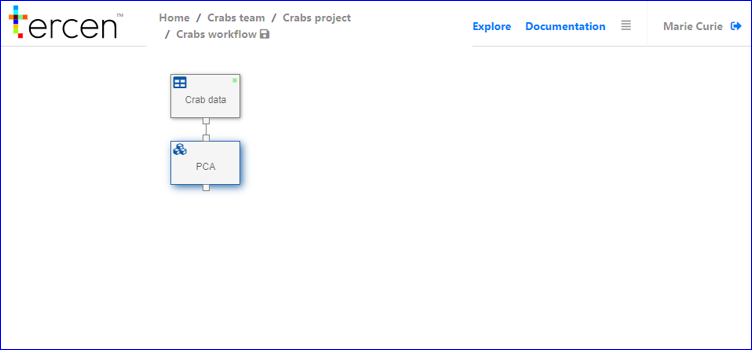 tercen™
Home / Crabs team / Crabs project
/ Crabs workflow
Explore Documentation Marie Curie
Crab data
PCA